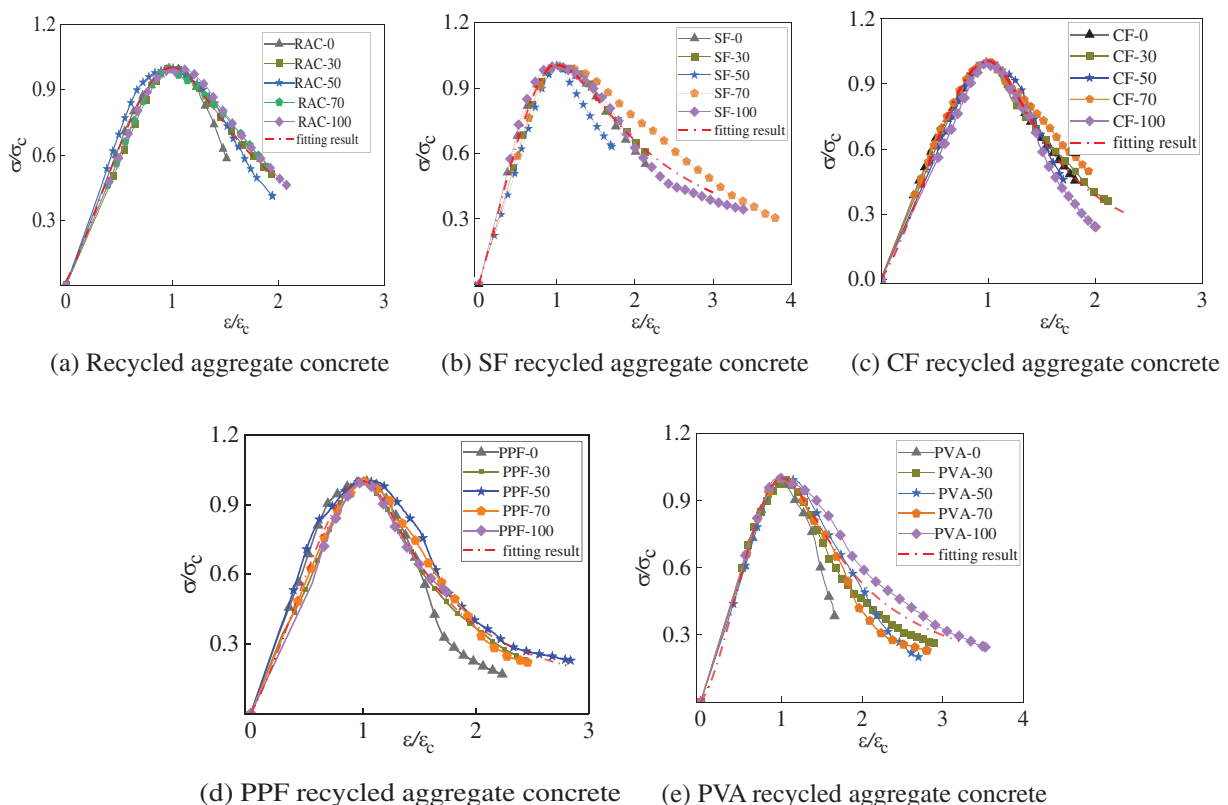 1.2
0.9
0.6
0.3
σ/σc
0
1
2
3
ε/εc
RAC-0
RAC-30
RAC-50
RAC-70
RAC-100
fitting result
(a) Recycled aggregate concrete
1.2
0.9
0.6
0.3
σ/σc
0
1
2
3
4
ε/εc
SF-0
SF-30
SF-50
SF-70
SF-100
fitting result
(b) SF recycled aggregate concrete
1.2
0.9
0.6
0.3
0.0
σ/σc
1
2
3
ε/εc
CF-0
CF-30
CF-50
CF-70
CF-100
fitting result
(c) CF recycled aggregate concrete
1.2
0.9
0.6
0.3
σ/σc
0
1
2
3
ε/εc
PPF-0
PPF-30
PPF-50
PPF-70
PPF-100
fitting result
(d) PPF recycled aggregate concrete
1.2
0.9
0.6
0.3
σ/σc
0
1
2
3
4
ε/εc
PVA-0
PVA-30
PVA-50
PVA-70
PVA-100
fitting result
(e) PVA recycled aggregate concrete